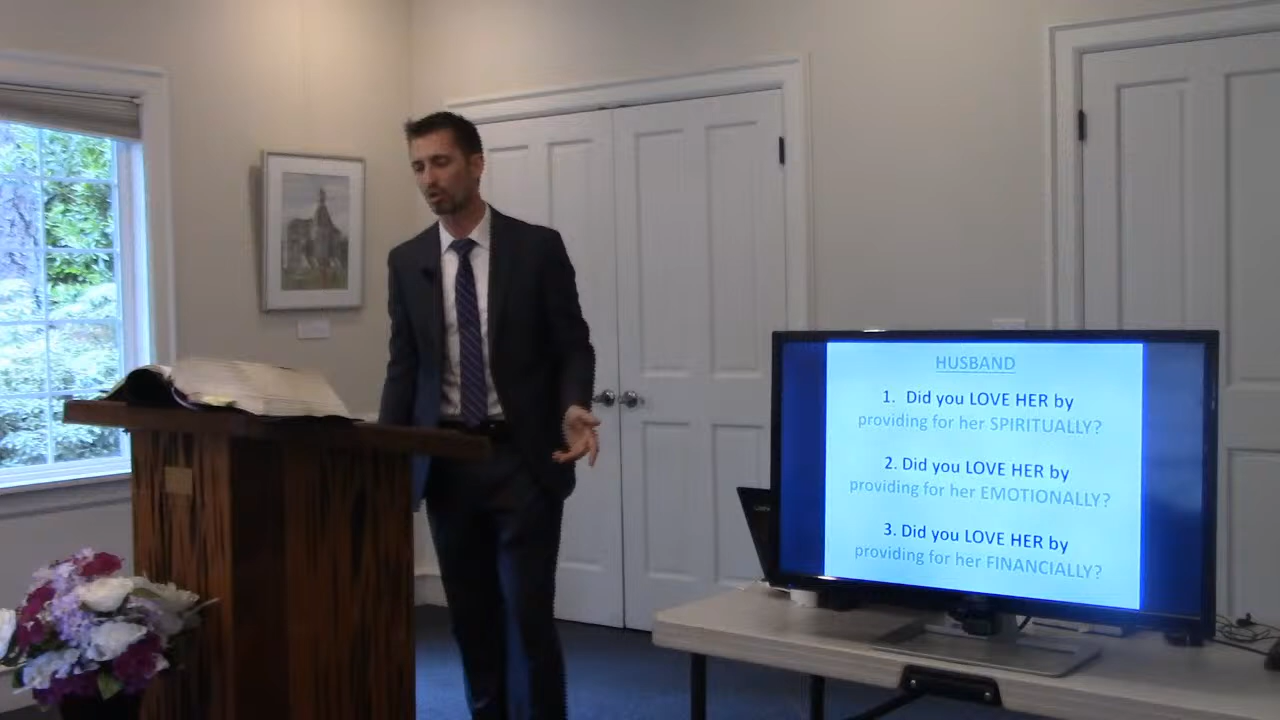 HUSBAND
1. Did you LOVE HER by
providing for her SPIRITUALLY?
2. Did you LOVE HER by
providing for her EMOTIONALLY?
3. Did you LOVE HER by
providing for her FINANCIALLY?